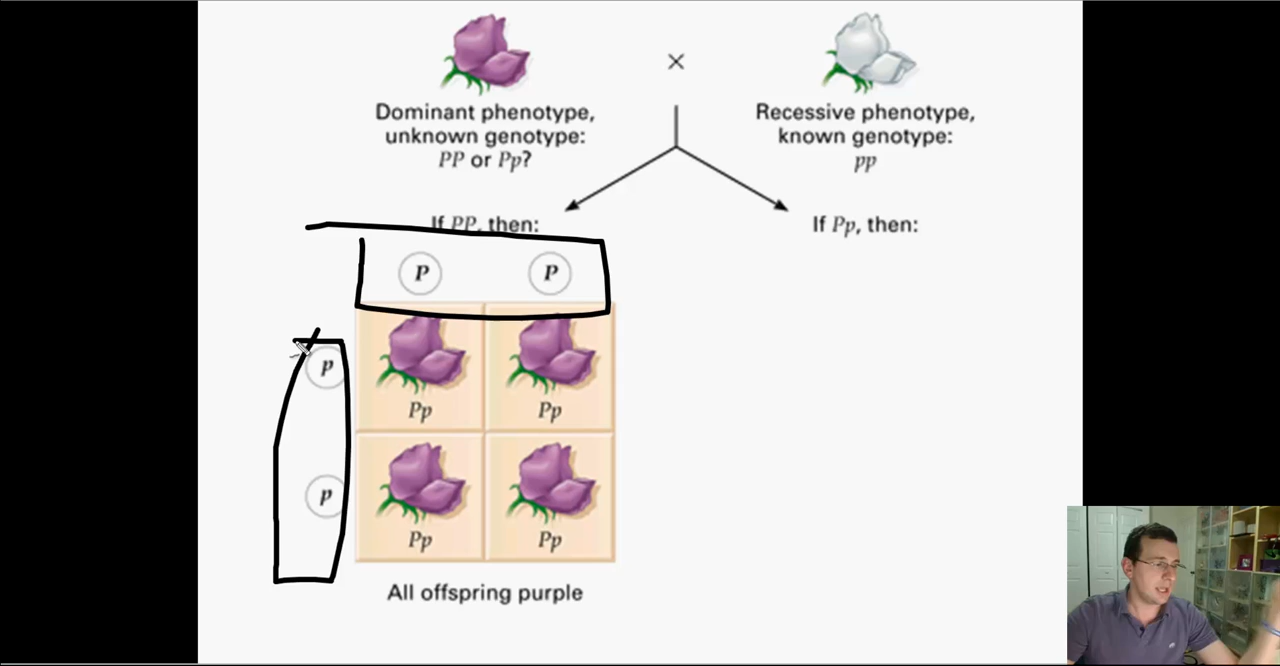 ×
Dominant phenotype,
unknown genotype:
PP or Pp?
Recessive phenotype,
known genotype:
pp
If PP, then:
If Pp, then:
P P
p
Pp Pp
p
Pp Pp
All offspring purple